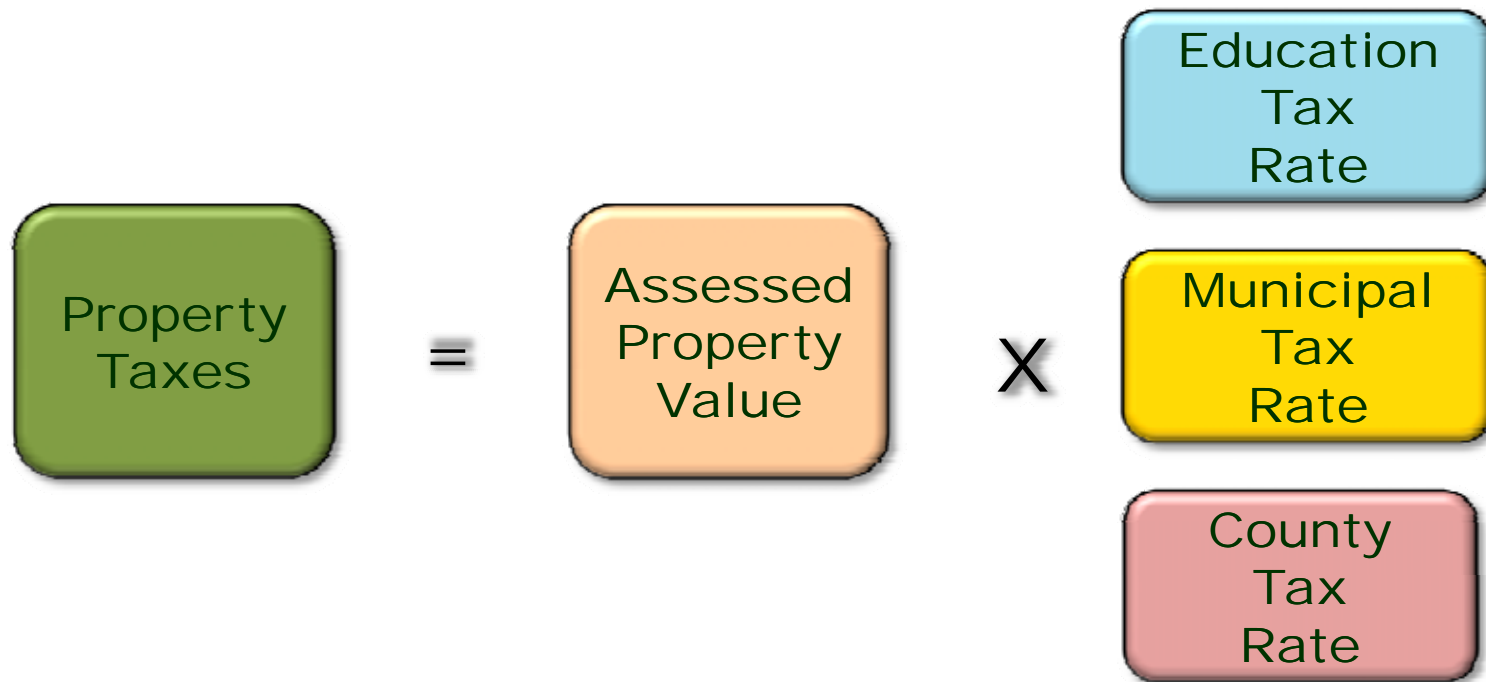 Property
Taxes
=
Assessed
Property
Value
X
Education
Tax
Rate
Municipal
Tax
Rate
County
Tax
Rate